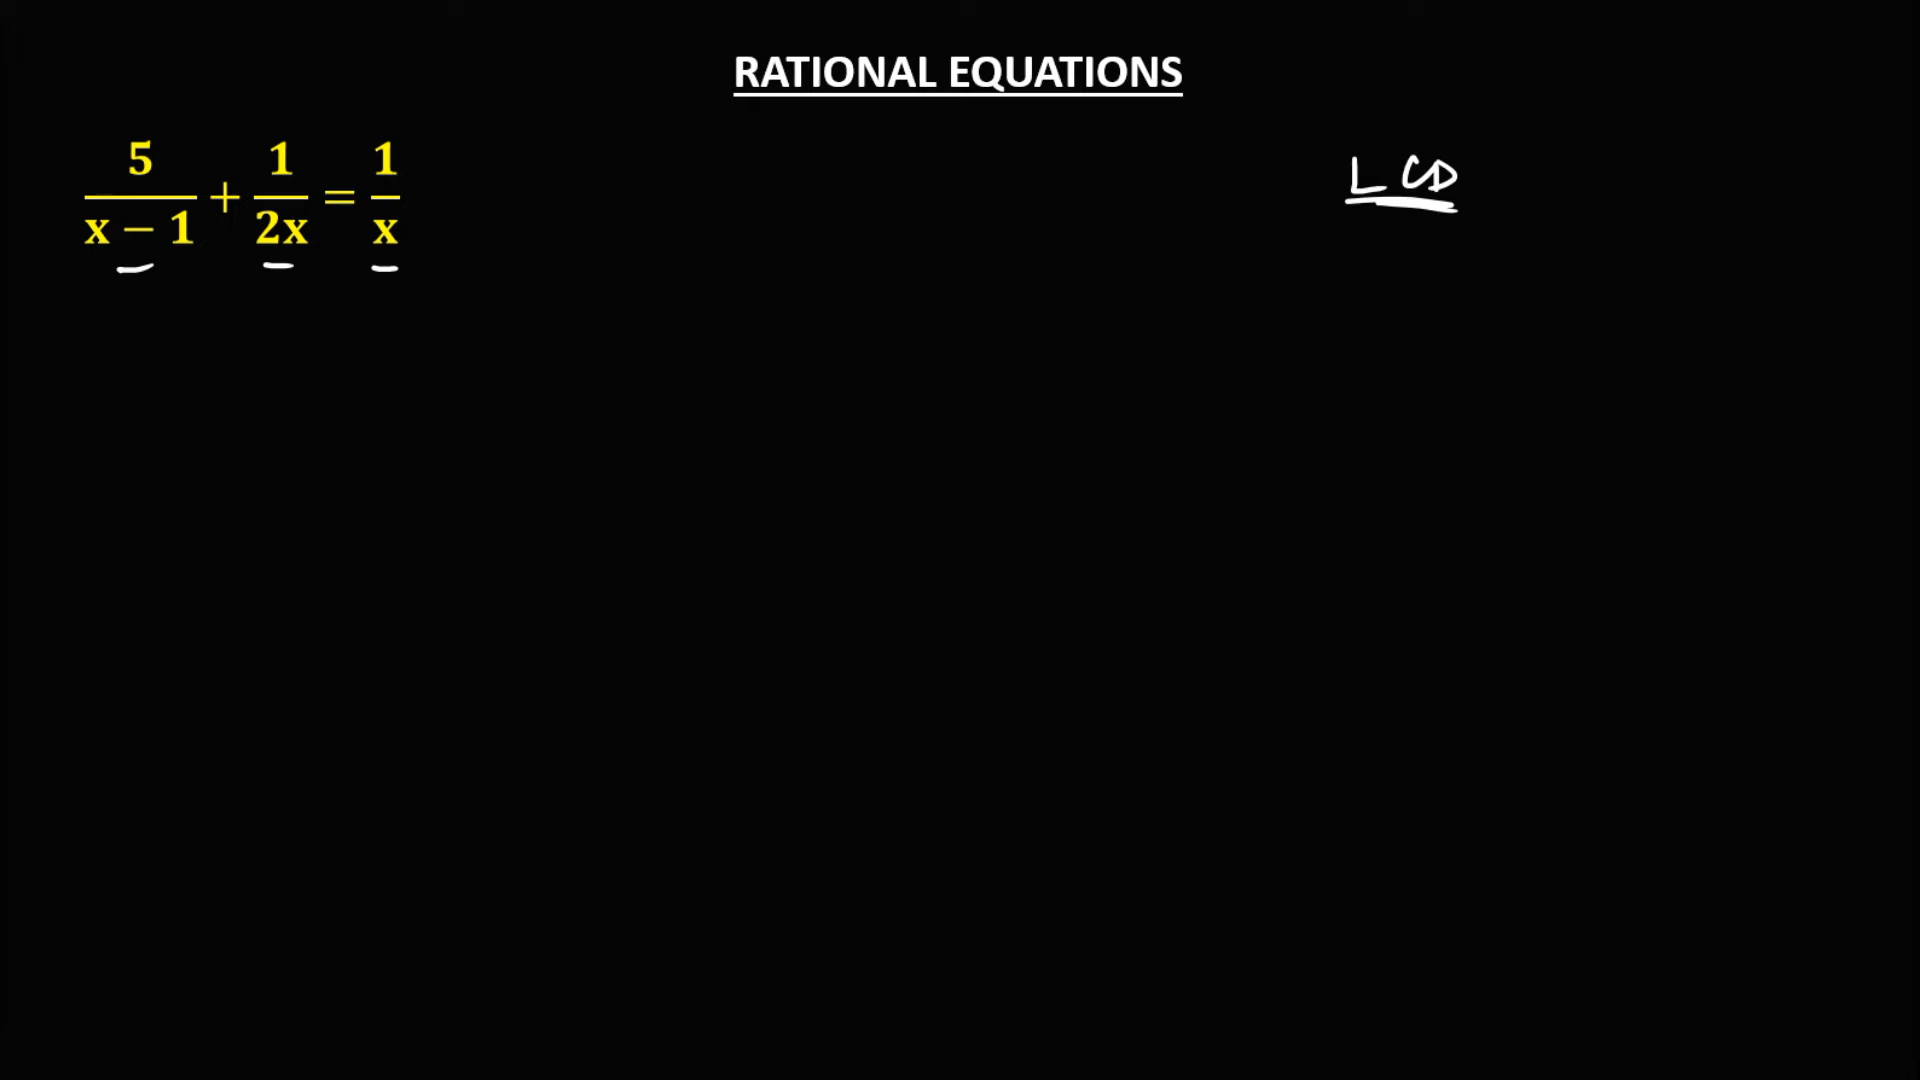 RATIONAL EQUATIONS
5/(x − 1) + 1/(2x) = 1/x
LCD